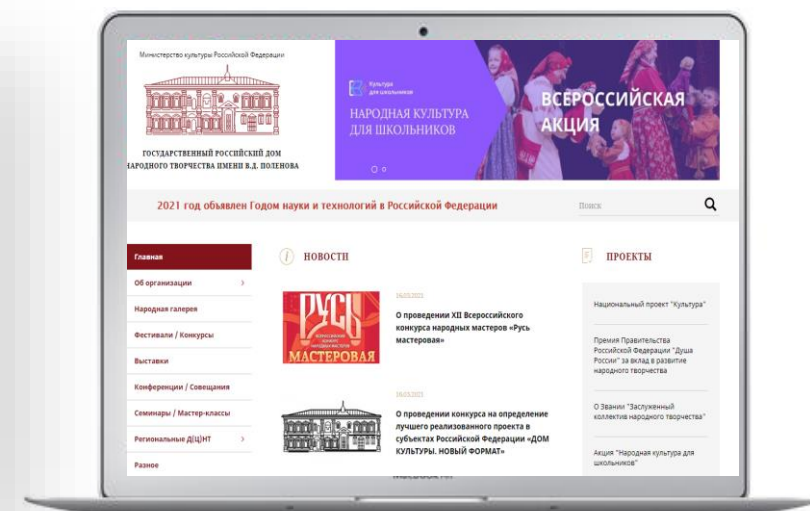 Министерство культуры Российской Федерации
ГОСУДАРСТВЕННЫЙ РОССИЙСКИЙ ДОМ
НАРОДНОГО ТВОРЧЕСТВА ИМЕНИ В.Д. ПОЛЕНОВА
Культура
для школьников
НАРОДНАЯ КУЛЬТУРА
ДЛЯ ШКОЛЬНИКОВ
ВСЕРОССИЙСКАЯ
АКЦИЯ
2021 год объявлен Годом науки и технологий в Российской Федерации
Поиск
Главная
Об организации
Народная галерея
Фестивали / Конкурсы
Выставки
Конференции / Совещания
Семинары / Мастер-классы
Региональные Д(Ц)НТ
Разное
НОВОСТИ
РУСЬ
МАСТЕРОВАЯ
О проведении XII Всероссийского
конкурса народных мастеров «Русь
мастеровая»
О проведении конкурса на определение
лучшего реализованного проекта в
субъектах Российской Федерации «ДОМ
КУЛЬТУРЫ. НОВЫЙ ФОРМАТ»
ПРОЕКТЫ
Национальный проект "Культура"
Премия Правительства
Российской Федерации "Душа
России" за вклад в развитие
народного творчества
О Звании "Заслуженный
коллектив народного творчества"
Акция "Народная культура для
школьников"